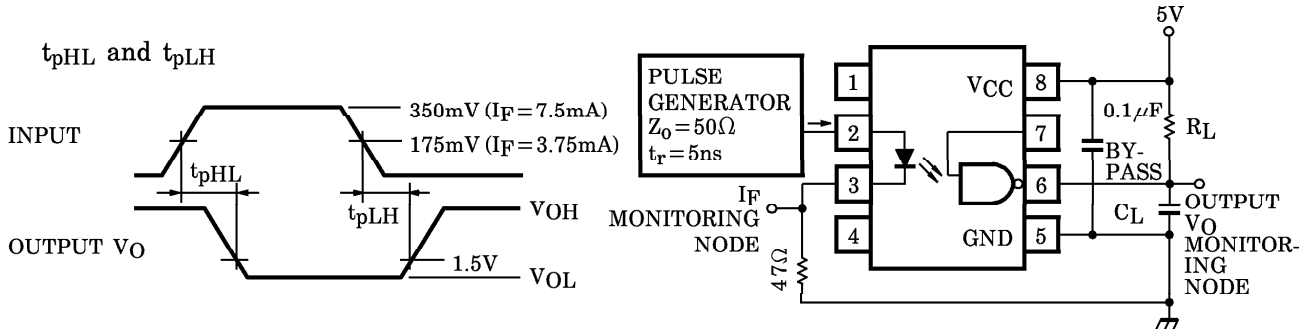 tpHL and tpLH
INPUT
350mV (IF=7.5mA)
175mV (IF=3.75mA)
tpHL
tpLH
OUTPUT VO
VOH
1.5V
VOL
PULSE
GENERATOR
Zo=50Ω
tr=5ns
IF
MONITORING
NODE
47Ω
1
2
3
4
VCC
GND
8
7
6
5
5V
0.1μF
BY-
PASS
RL
CL
OUTPUT
VO
MONITOR-
ING
NODE